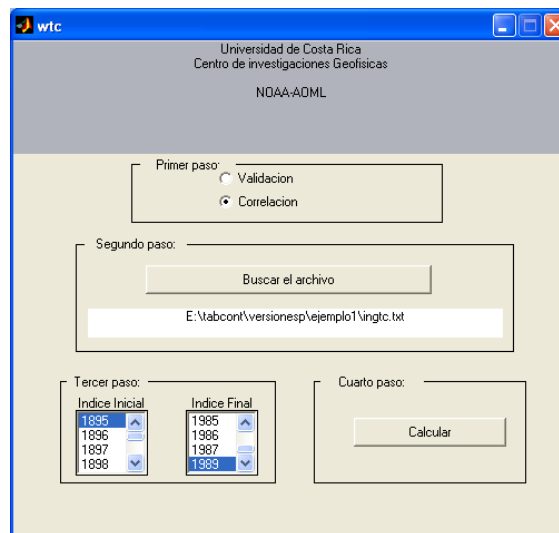 wtc
Universidad de Costa Rica
Centro de investigaciones Geofisicas
NOAA-AOML
Primer paso:
Validacion
Correlacion
Segundo paso:
Buscar el archivo
E:\tabcont\versionesp\ejemplo1\ingtc.txt
Tercer paso:
Indice Inicial
1895
1896
1897
1898
Indice Final
1985
1986
1987
1989
Cuarto paso:
Calcular